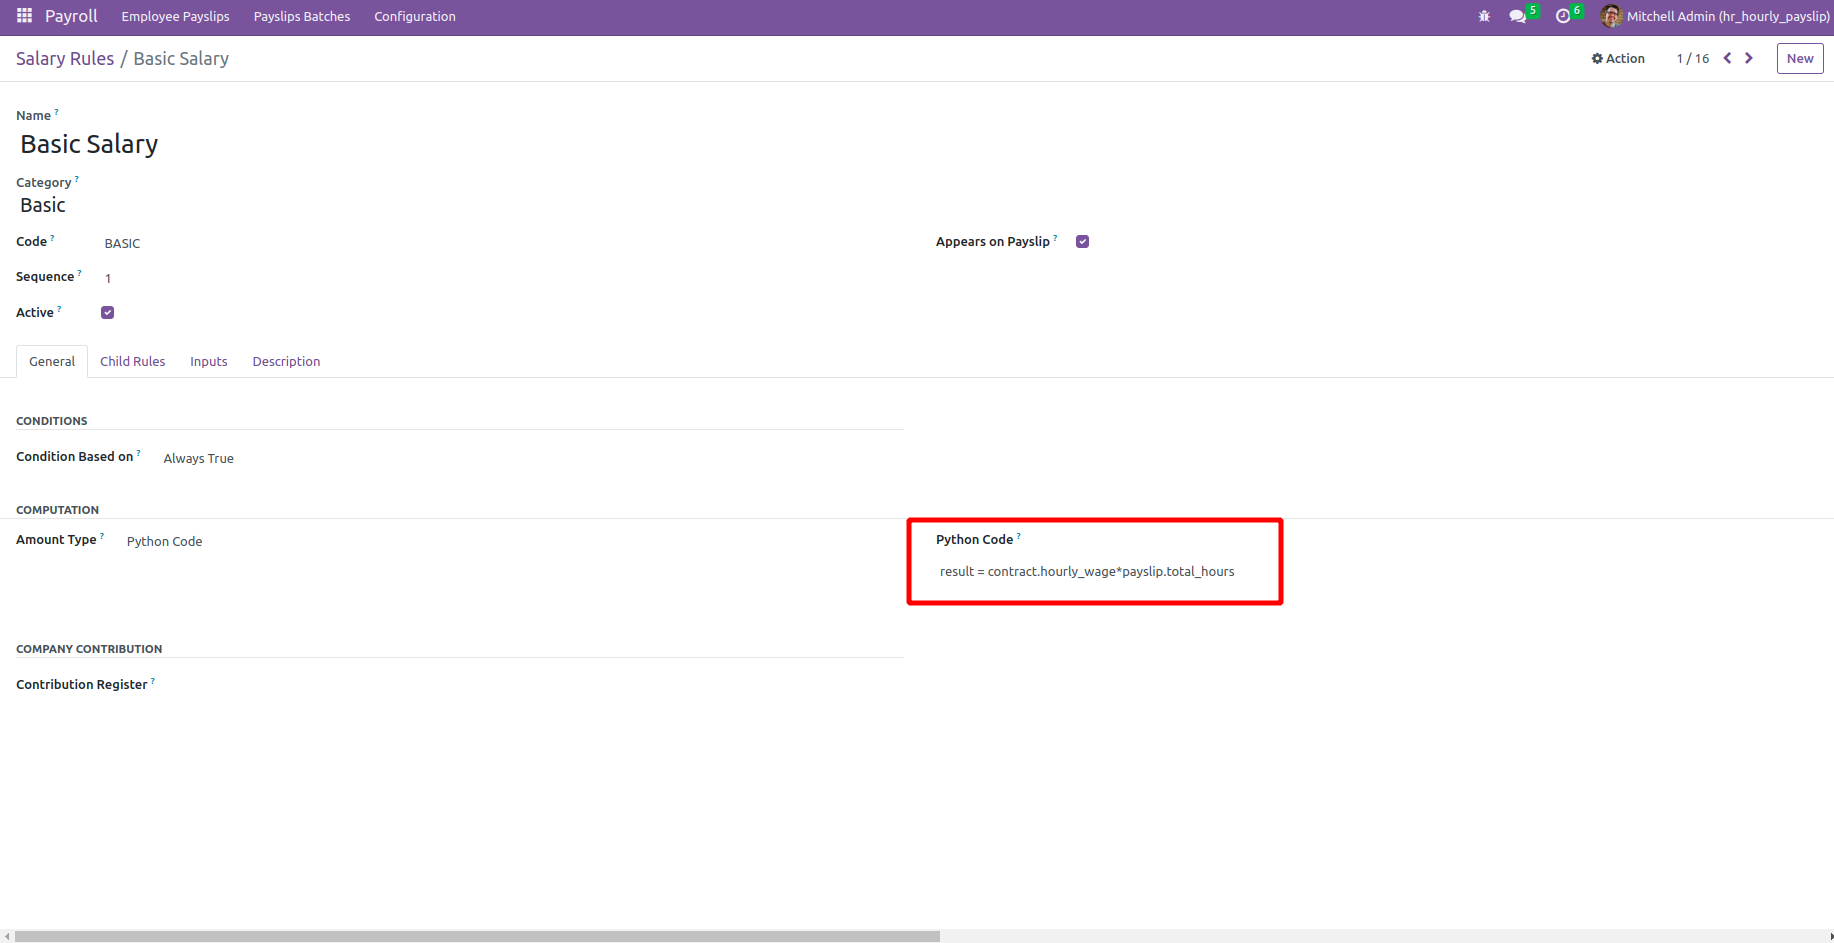 Payroll Employee Payslips Payslips Batches Configuration 5 6 Mitchell Admin (hr_hourly_payslip)
Salary Rules / Basic Salary Action 1 / 16 New
Name ?
Basic Salary
Category ?
Basic
Code ? BASIC Appears on Payslip ?
Sequence ? 1
Active ?
General Child Rules Inputs Description
CONDITIONS
Condition Based on ? Always True
COMPUTATION
Amount Type ? Python Code Python Code ?
result = contract.hourly_wage*payslip.total_hours
COMPANY CONTRIBUTION
Contribution Register ?